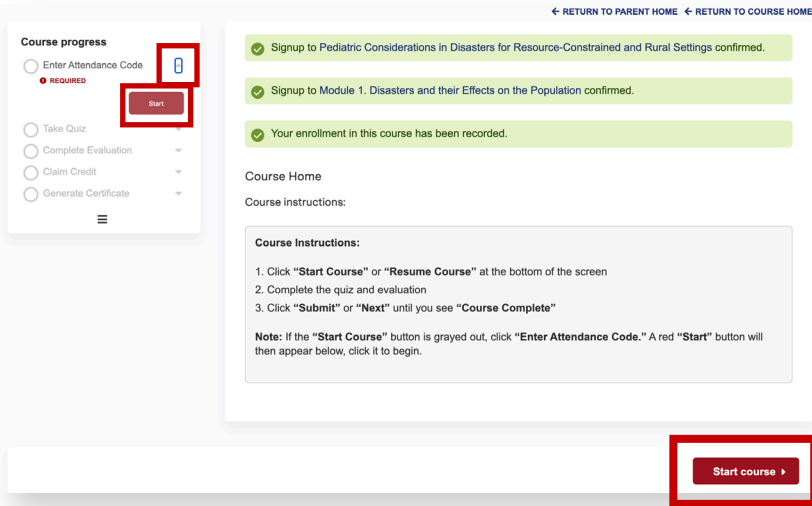 ← RETURN TO PARENT HOME ← RETURN TO COURSE HOME
Course progress
Enter Attendance Code
REQUIRED
Start
Take Quiz
Complete Evaluation
Claim Credit
Generate Certificate
Signup to Pediatric Considerations in Disasters for Resource-Constrained and Rural Settings confirmed.
Signup to Module 1. Disasters and their Effects on the Population confirmed.
Your enrollment in this course has been recorded.
Course Home
Course instructions:
Course Instructions:
1. Click “Start Course” or “Resume Course” at the bottom of the screen
2. Complete the quiz and evaluation
3. Click “Submit” or “Next” until you see “Course Complete”
Note: If the “Start Course” button is grayed out, click “Enter Attendance Code.” A red “Start” button will
then appear below, click it to begin.
Start course